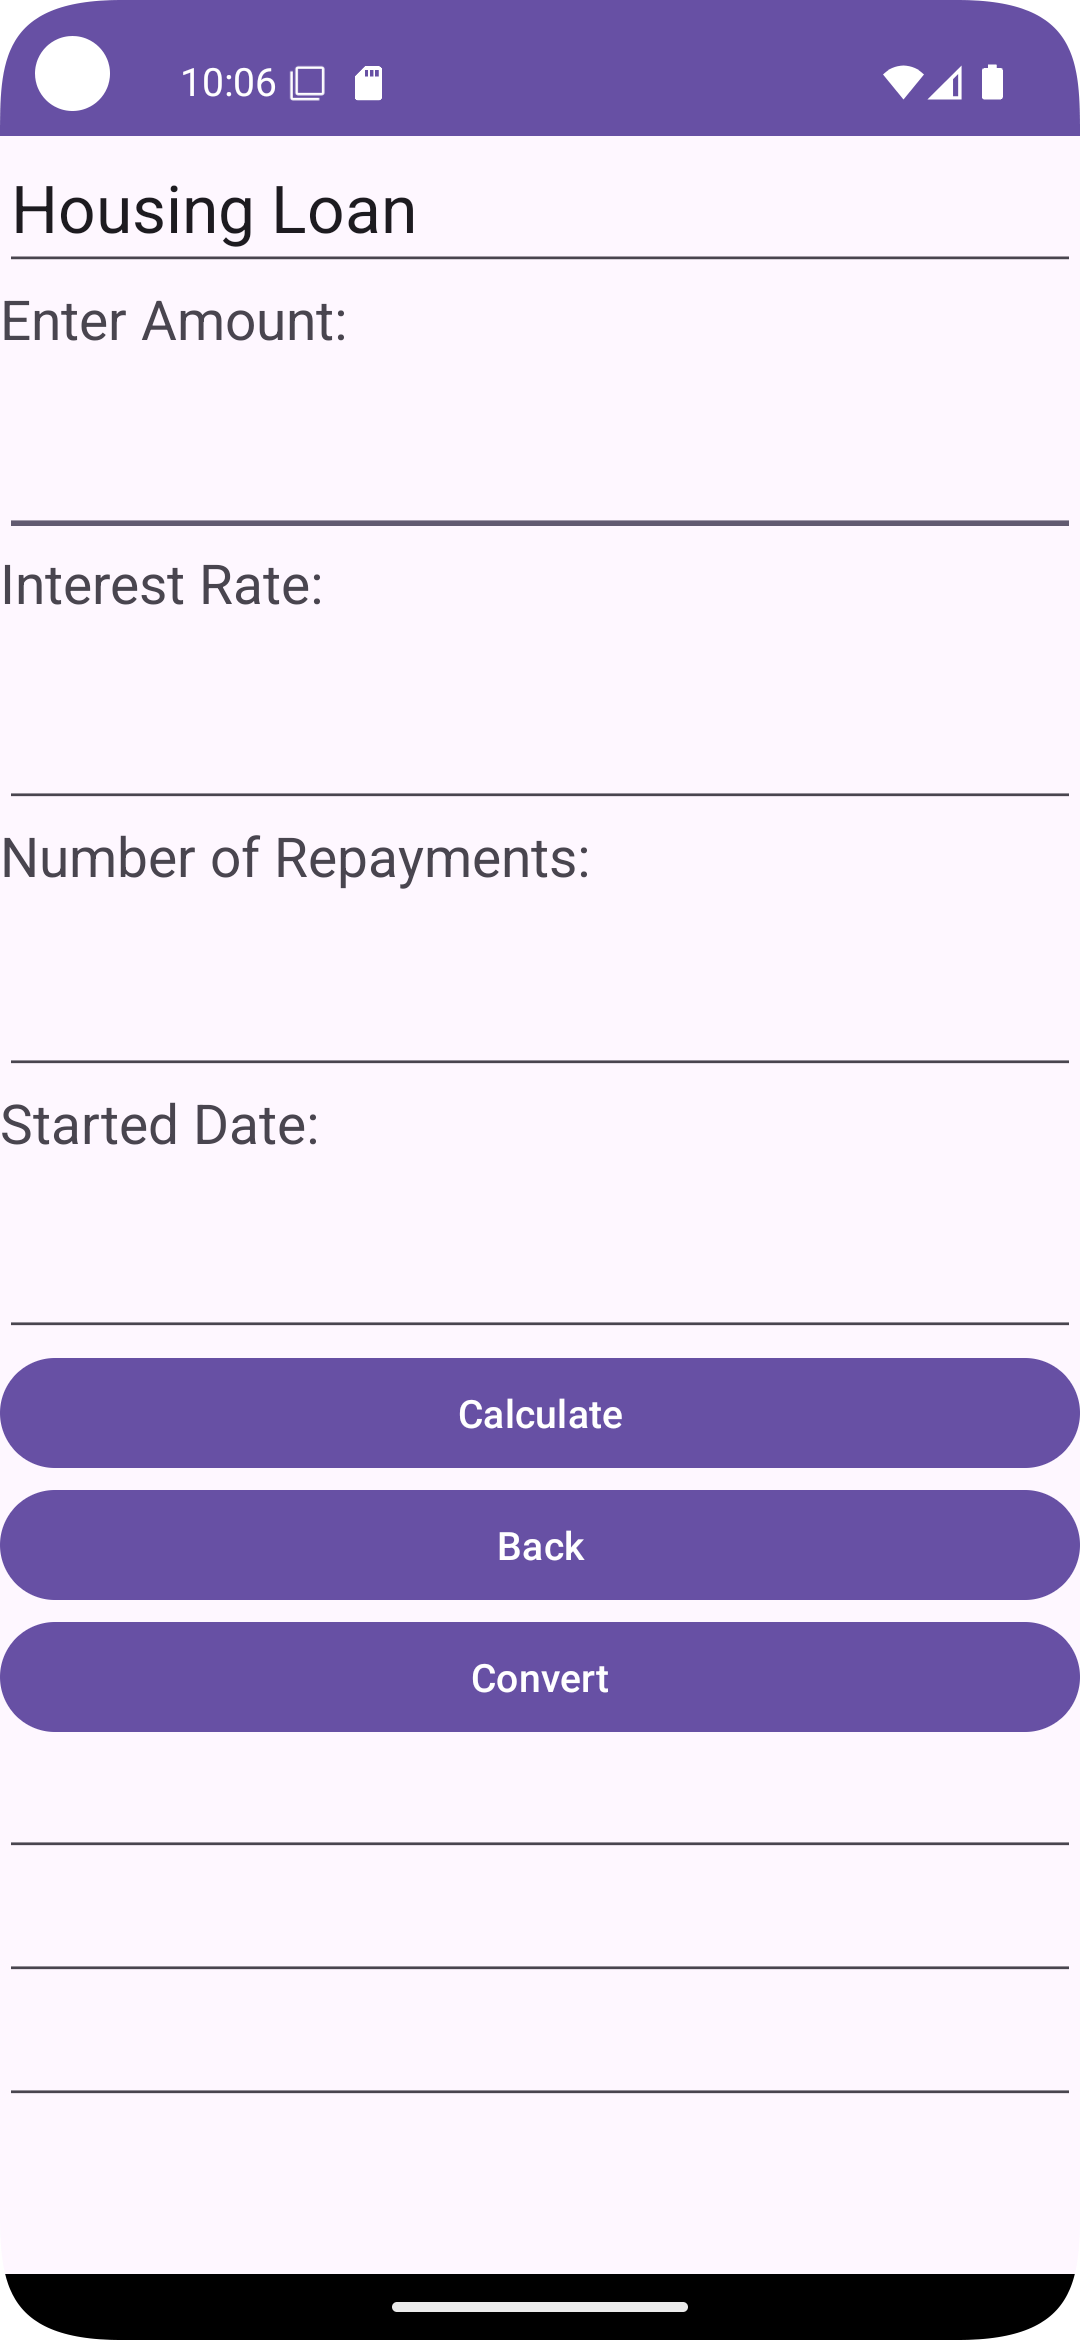 10:06
Housing Loan
Enter Amount:
Interest Rate:
Number of Repayments:
Started Date:
Calculate
Back
Convert